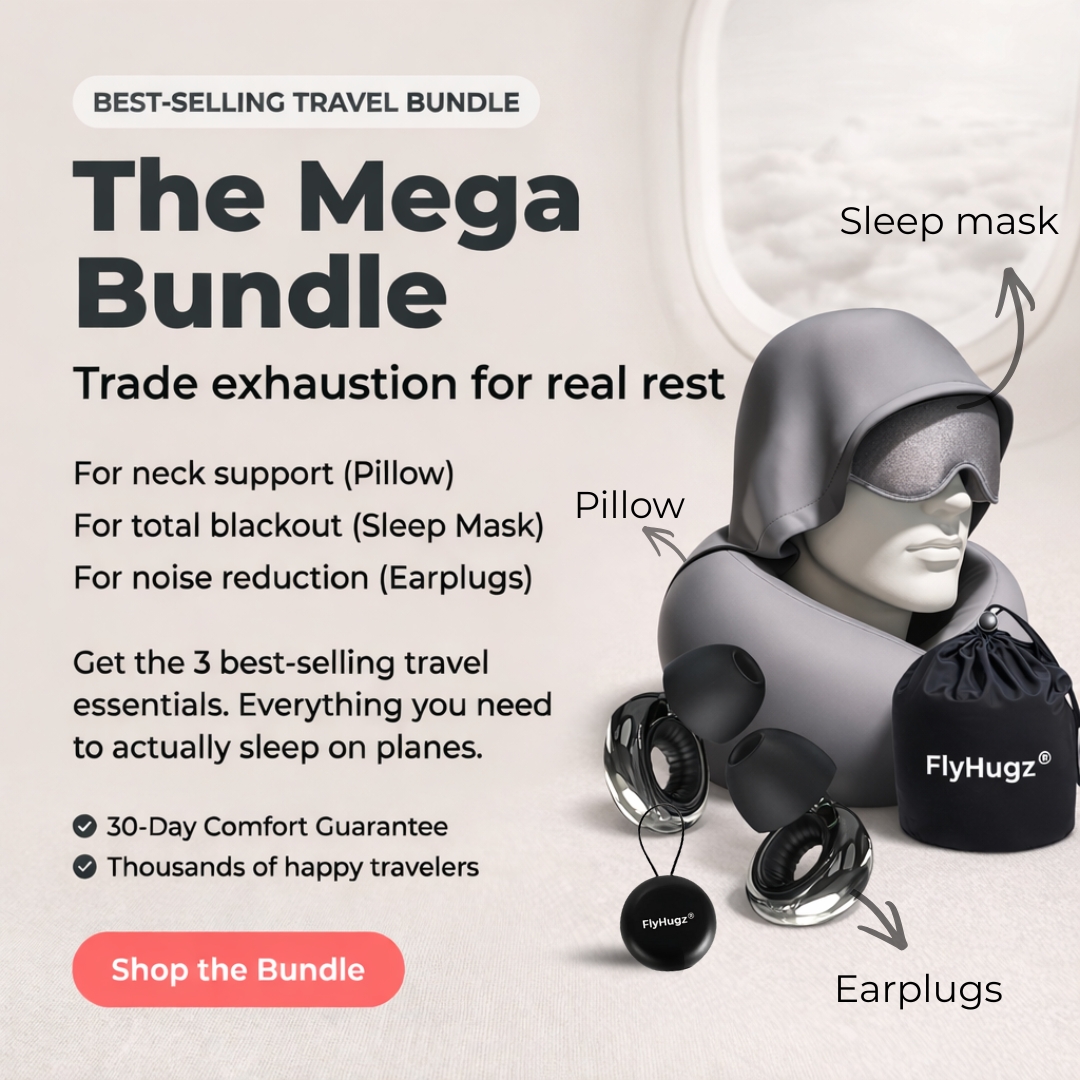 BEST-SELLING TRAVEL BUNDLE
The Mega
Bundle
Trade exhaustion for real rest
For neck support (Pillow)
For total blackout (Sleep Mask)
For noise reduction (Earplugs)
Get the 3 best-selling travel
essentials. Everything you need
to actually sleep on planes.
30-Day Comfort Guarantee
Thousands of happy travelers
Shop the Bundle
Sleep mask
Pillow
FlyHugz®
FlyHugz®
Earplugs